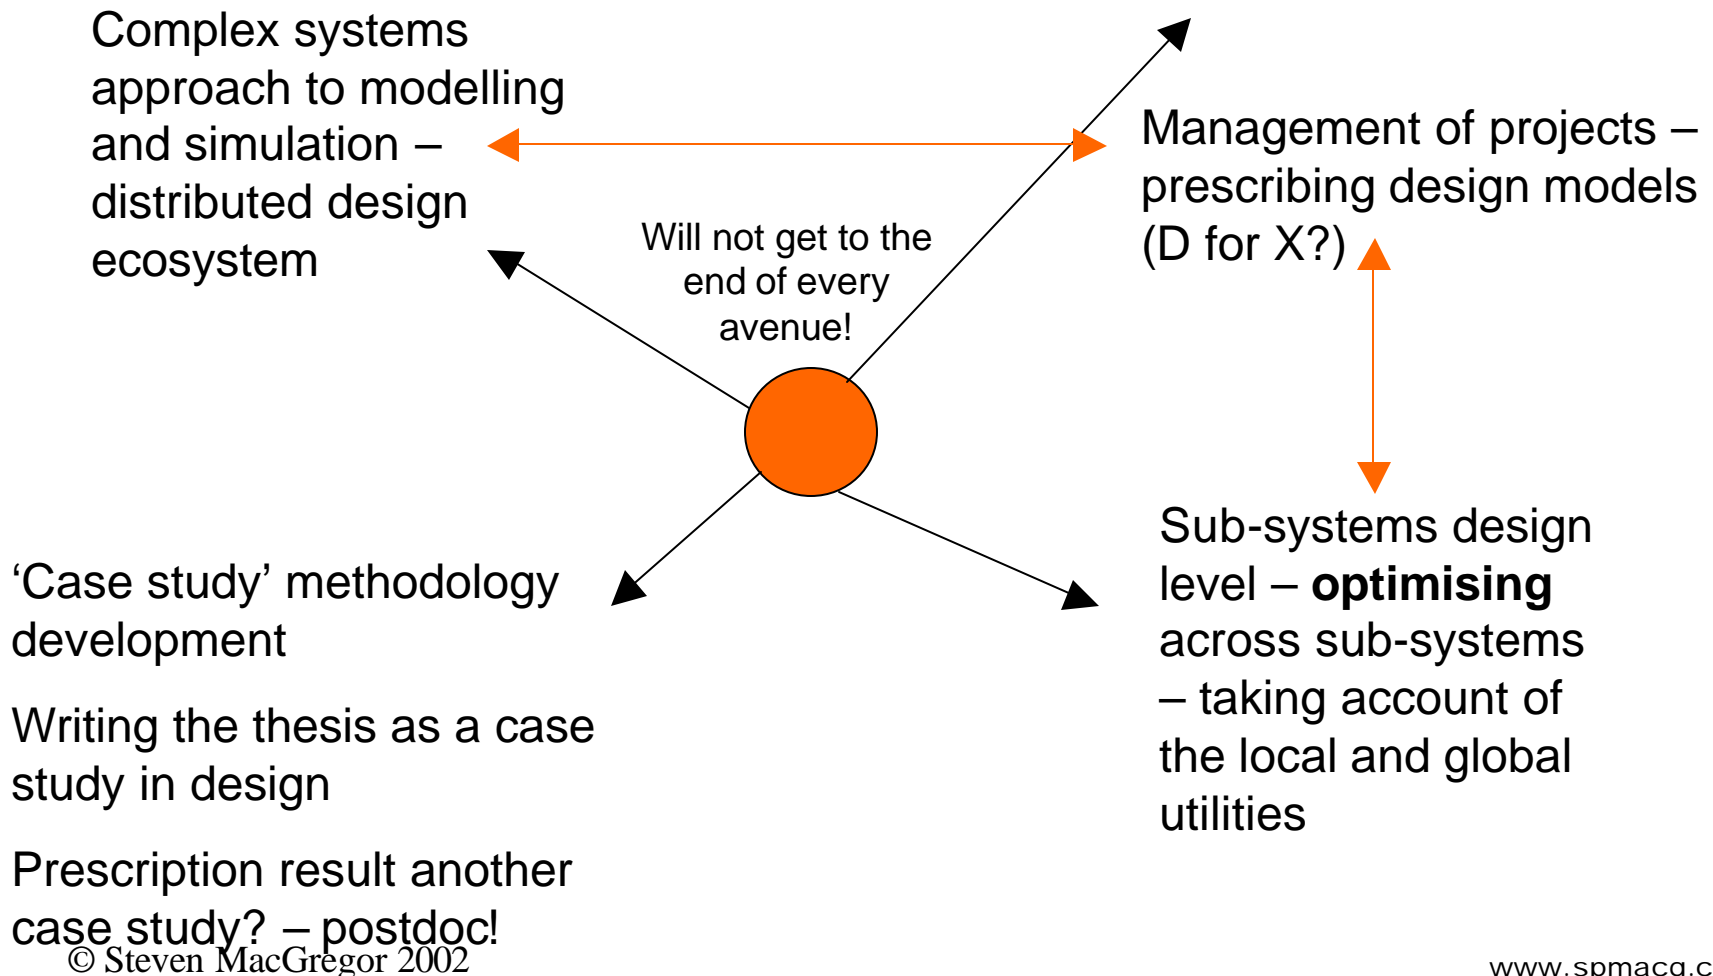 Complex systems
approach to modelling
and simulation –
distributed design
ecosystem
Management of projects –
prescribing design models
(D for X?)
Will not get to the
end of every
avenue!
‘Case study’ methodology
development
Writing the thesis as a case
study in design
Prescription result another
case study? – postdoc!
Sub-systems design
level – optimising
across sub-systems
– taking account of
the local and global
utilities
© Steven MacGregor 2002
www.spmacg.c